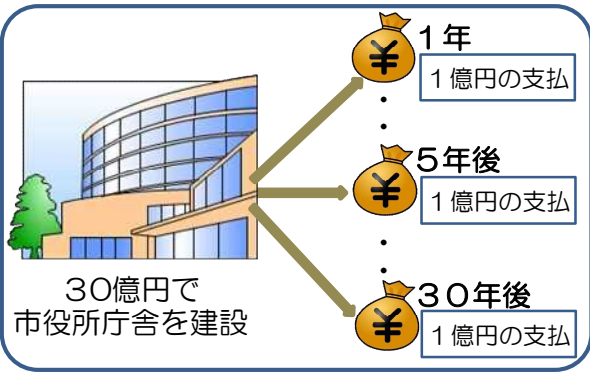 １年
１億円の支払
５年後
１億円の支払
３０年後
１億円の支払
30億円で
市役所庁舎を建設